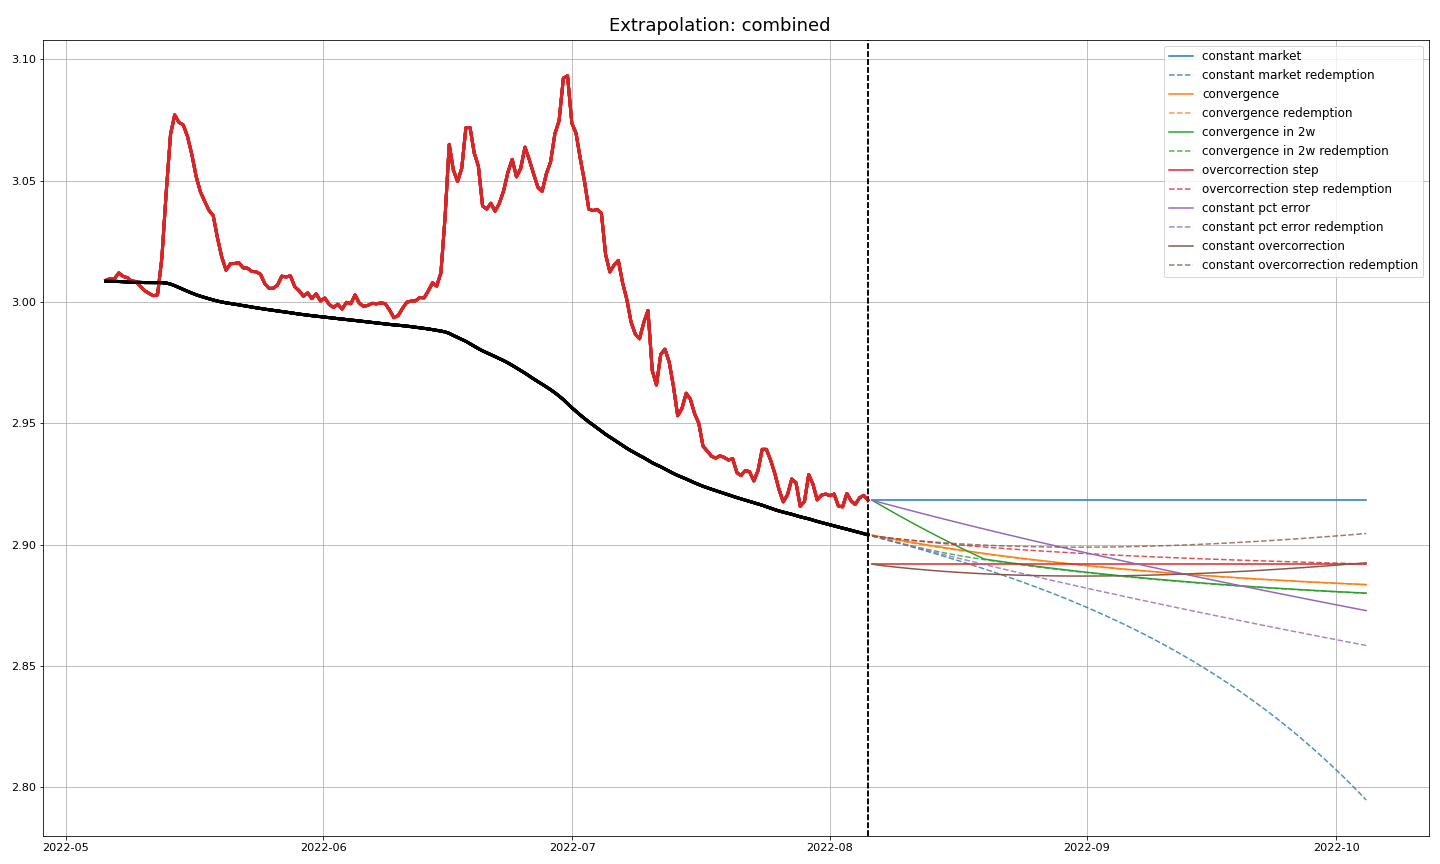 Extrapolation: combined
3.10
3.05
3.00
2.95
2.90
2.85
2.80
constant market
constant market redemption
convergence
convergence redemption
convergence in 2w
convergence in 2w redemption
overcorrection step
overcorrection step redemption
constant pct error
constant pct error redemption
constant overcorrection
constant overcorrection redemption
2022-05
2022-06
2022-07
2022-08
2022-09
2022-10